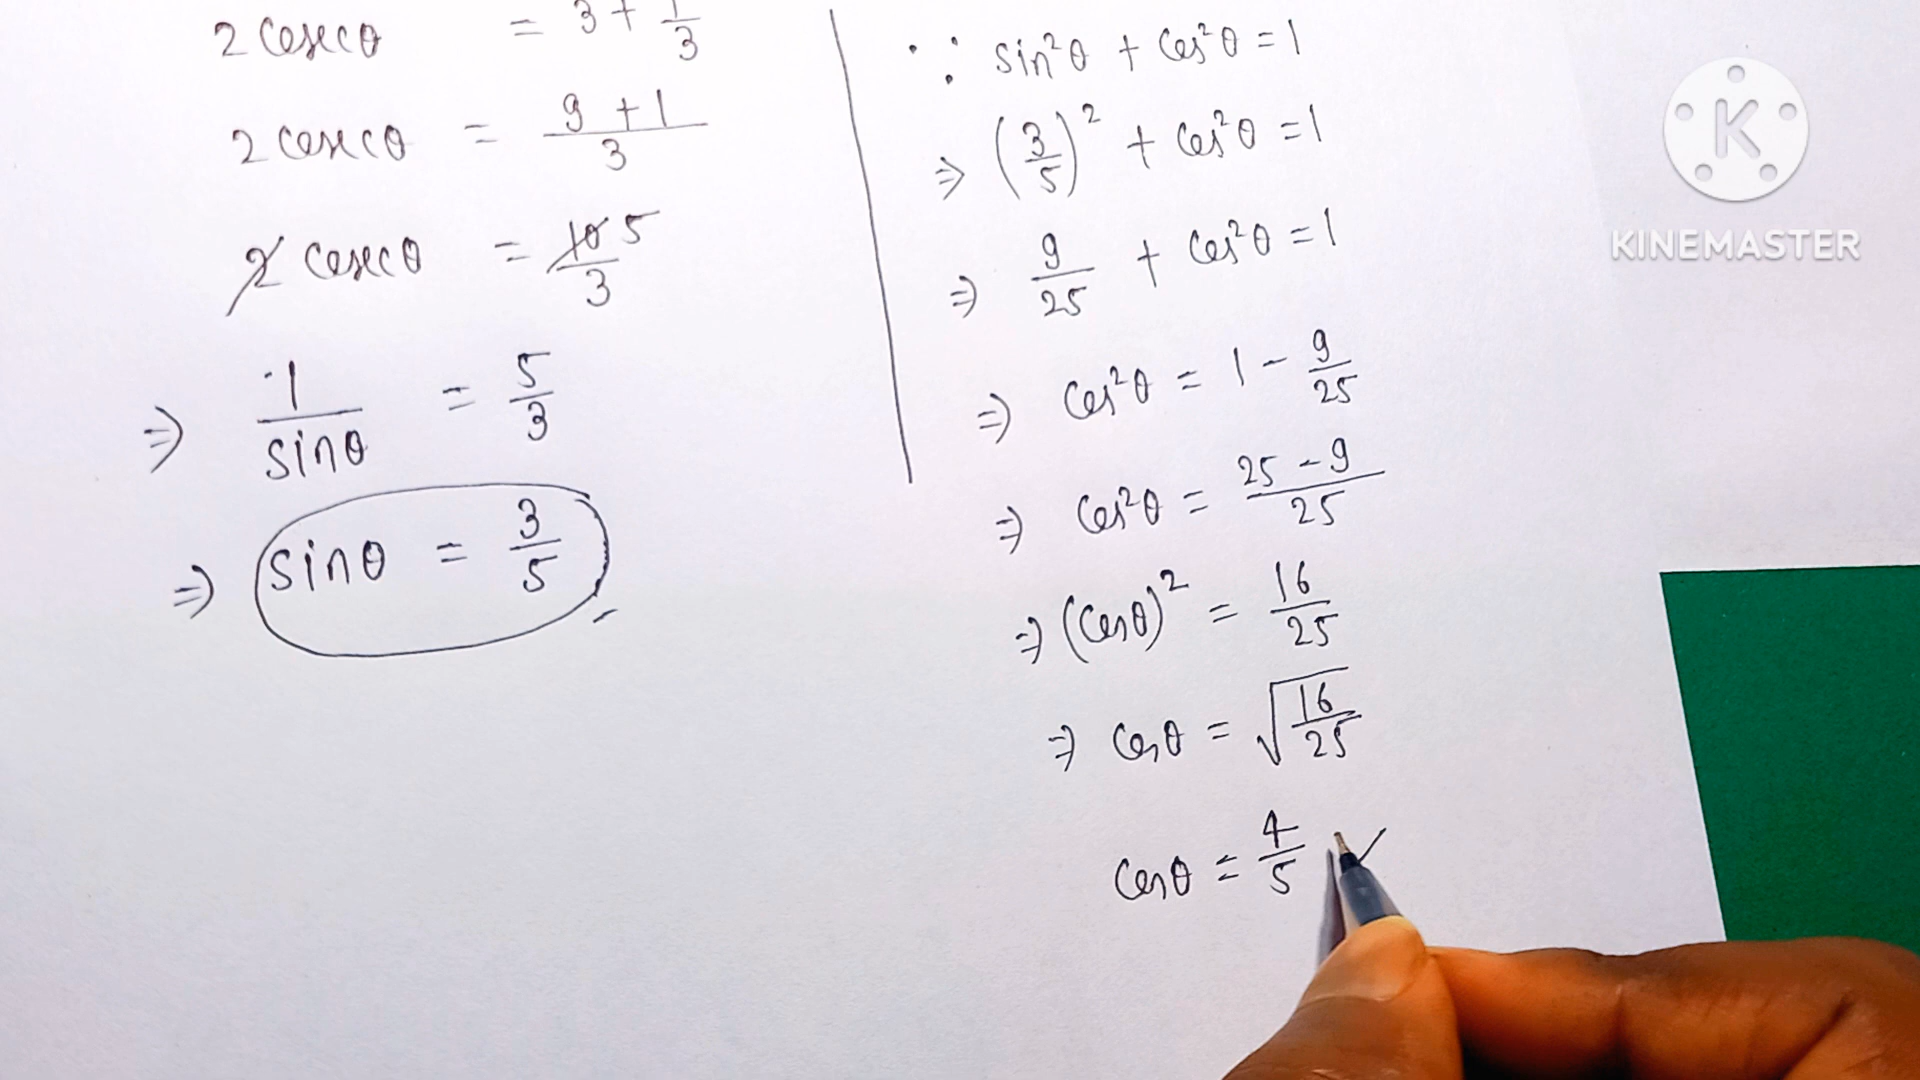 2 cosecθ = 3 + 1/3
2 cosecθ = 9 + 1 / 3
2 cosecθ = 10 5 / 3
⇒ 1/sinθ = 5/3
⇒ sinθ = 3/5
∵ sin²θ + cos²θ = 1
⇒ (3/5)² + cos²θ = 1
⇒ 9/25 + cos²θ = 1
⇒ cos²θ = 1 - 9/25
⇒ cos²θ = 25 - 9 / 25
⇒ (cosθ)² = 16/25
⇒ cosθ = √16/25
cosθ = 4/5
K
KINEMASTER